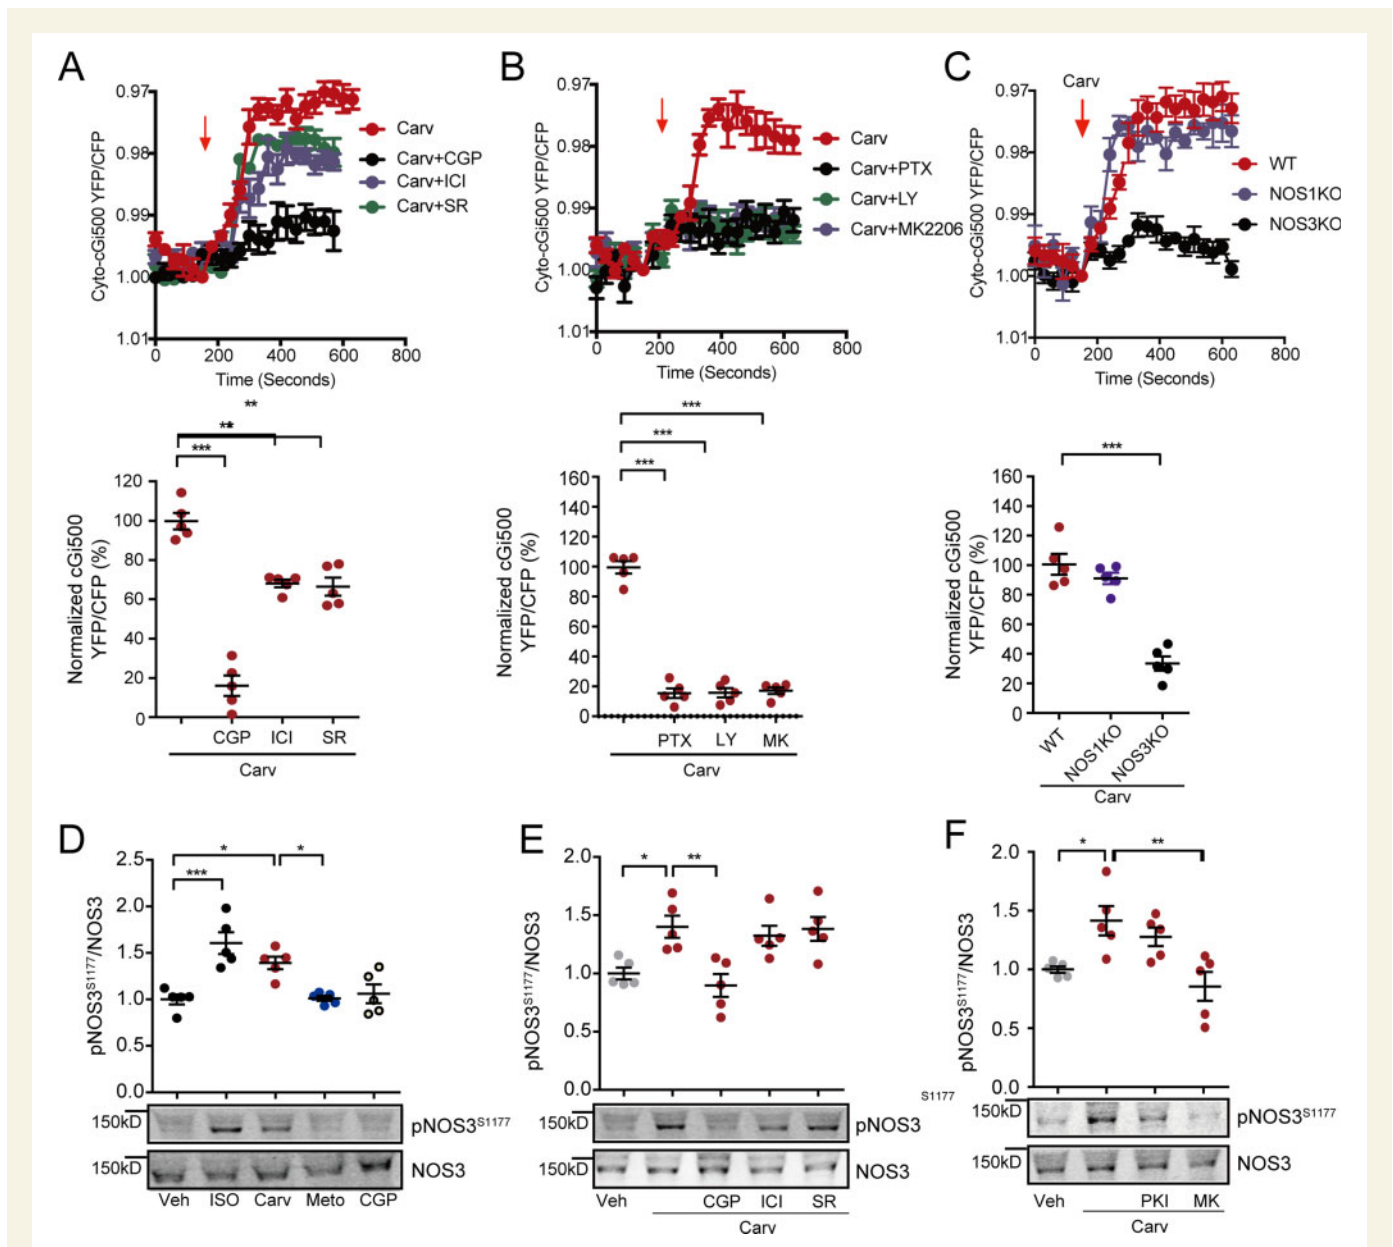 A
0.97
0.98
0.99
1.00
1.01
Cyto-cGi500 YFP/CFP
0 200 400 600 800
Time (Seconds)
Carv
Carv+CGP
Carv+ICI
Carv+SR
**
**
***
120
100
80
60
40
20
0
Normalized cGi500
YFP/CFP (%)
CGP ICI SR
Carv
B
0.97
0.98
0.99
1.00
1.01
Cyto-cGi500 YFP/CFP
0 200 400 600 800
Time (Seconds)
Carv
Carv+PTX
Carv+LY
Carv+MK2206
***
***
***
160
140
120
100
80
60
40
20
0
Normalized cGi500
YFP/CFP (%)
PTX LY MK
Carv
C
Carv
0.97
0.98
0.99
1.00
1.01
Cyto-cGi500 YFP/CFP
0 200 400 600 800
Time (Seconds)
WT
NOS1KO
NOS3KO
***
160
140
120
100
80
60
40
20
0
Normalized cGi500
YFP/CFP (%)
WT NOS1KO NOS3KO
Carv
D
2.5
2.0
1.5
1.0
0.5
0.0
pNOS3S1177/NOS3
* *
***
150kD pNOS3S1177
150kD NOS3
Veh ISO Carv Meto CGP
E
2.0
1.5
1.0
0.5
0.0
pNOS3S1177/NOS3
* **
S1177
150kD pNOS3
150kD NOS3
Veh CGP ICI SR
Carv
F
2.0
1.5
1.0
0.5
0.0
pNOS3S1177/NOS3
* **
150kD pNOS3S1177
150kD NOS3
Veh PKI MK
Carv